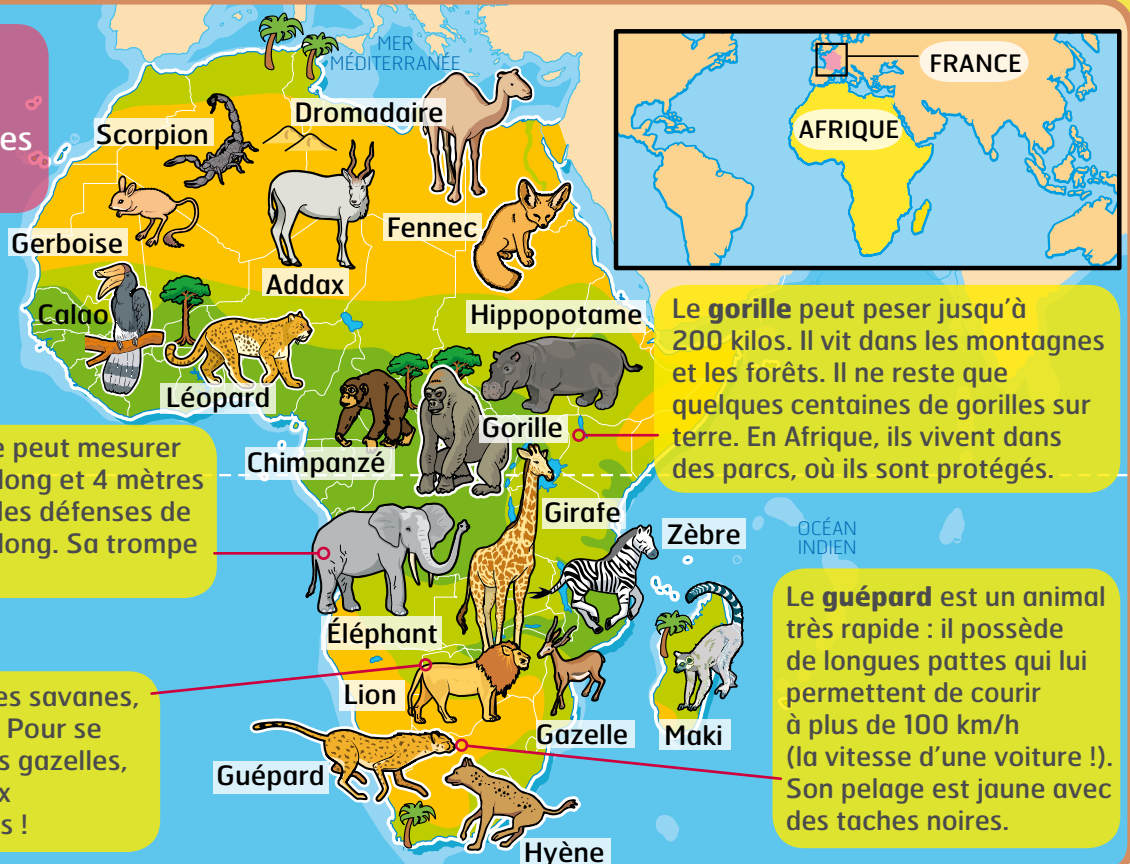 es
MER
MÉDITERRANÉE
FRANCE
AFRIQUE
Dromadaire
Scorpion
Fennec
Gerboise
Addax
Calao
Hippopotame
Léopard
Le gorille peut peser jusqu'à
200 kilos. Il vit dans les montagnes
et les forêts. Il ne reste que
quelques centaines de gorilles sur
terre. En Afrique, ils vivent dans
des parcs, où ils sont protégés.
Gorille
Chimpanzé
e peut mesurer
long et 4 mètres
des défenses de
long. Sa trompe
Girafe
Zèbre
OCÉAN
INDIEN
Éléphant
Lion
es savanes,
Pour se
s gazelles,
x
s !
Gazelle
Maki
Guépard
Le guépard est un animal
très rapide : il possède
de longues pattes qui lui
permettent de courir
à plus de 100 km/h
(la vitesse d'une voiture !).
Son pelage est jaune avec
des taches noires.
Hyène